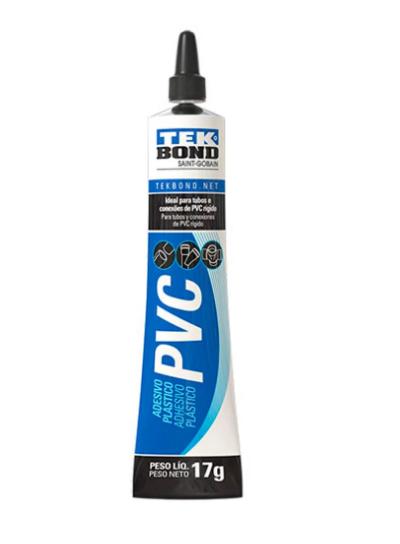 TEK
BOND
SAINT-GOBAIN
TEKBOND.NET
Ideal para tubos e
conexões de PVC rígido
Para tubos y conexiones
de PVC rígido
PVC
ADESIVO
PLÁSTICO
ADHESIVO
PLÁSTICO
PESO LÍQ.
PESO NETO
17g